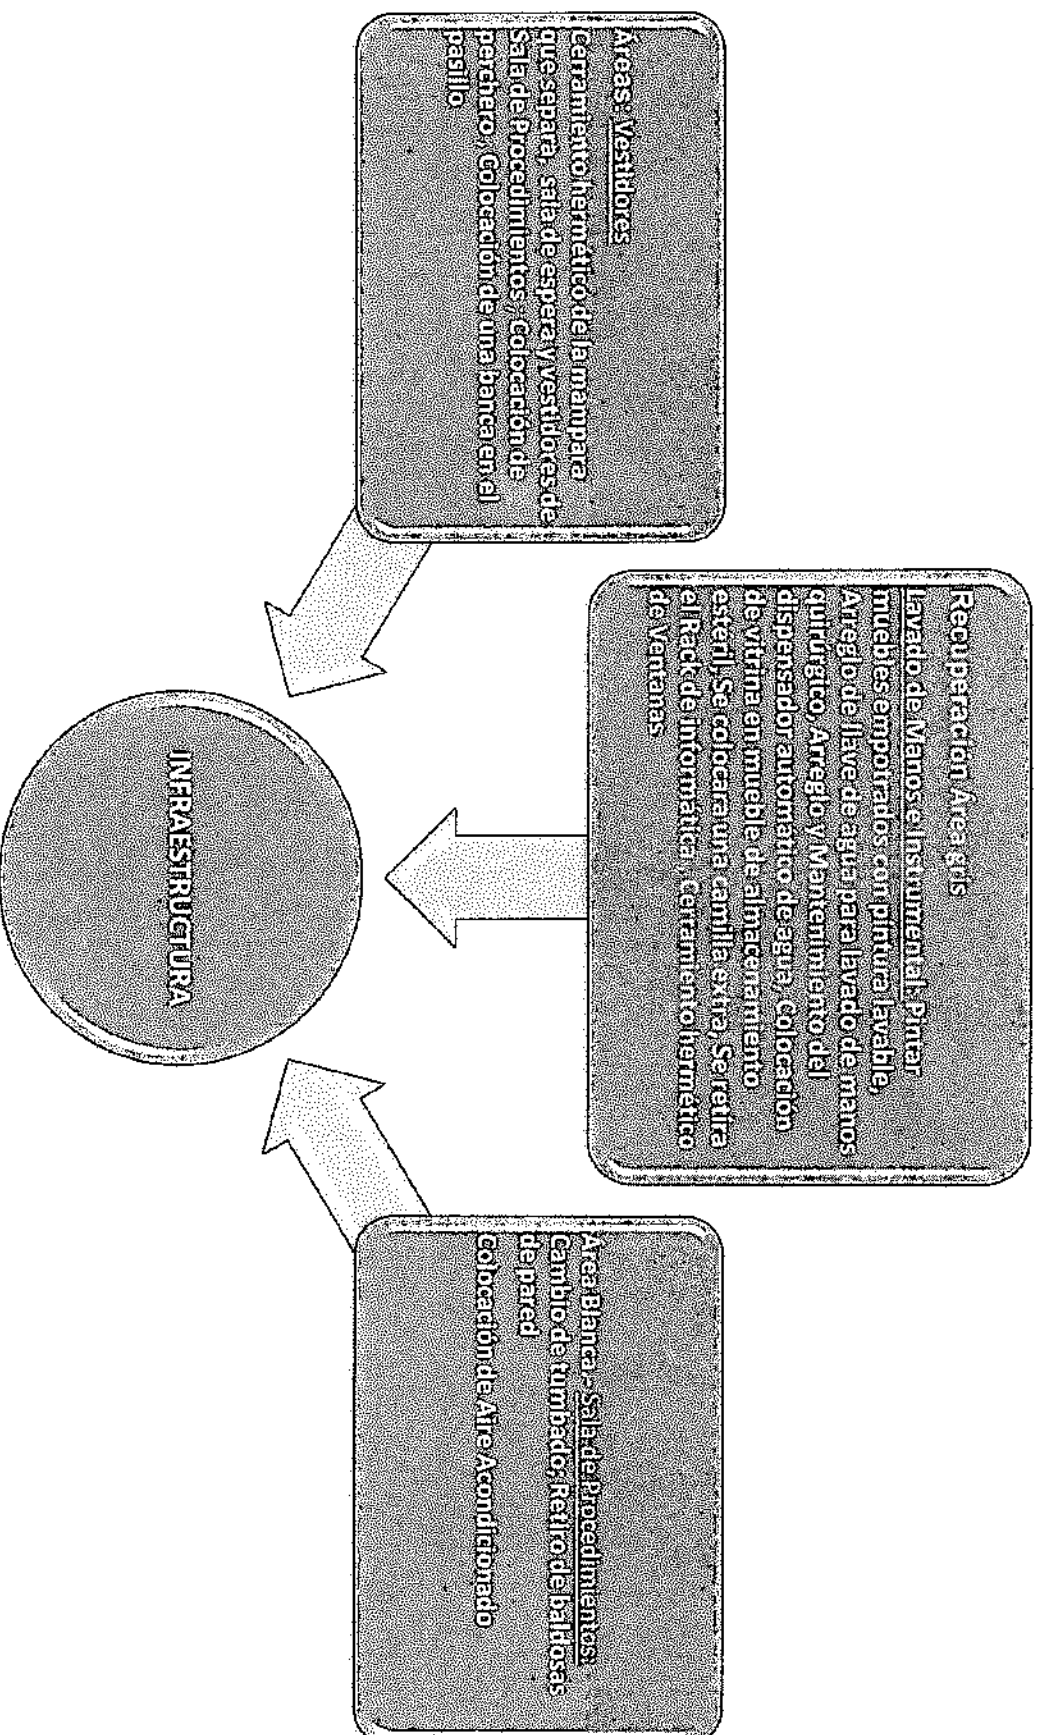 Áreas: Vestidores
Cerramiento hermético de la mampara
que separa, sala de espera y vestidores de
Sala de Procedimientos, Colocación de
perchero, Colocación de una banca en el
pasillo
Recuperación Área gris
Lavado de Manos e Instrumental: Pintar
muebles empotrados con pintura lavable,
Arreglo de llave de agua para lavado de manos
quirúrgico, Arreglo y Mantenimiento del
dispensador automatico de agua, Colocación
de vitrina en mueble de almacenamiento
esteril, Se colocara una camilla extra, Se retira
el Rack de informática, Cerramiento hermético
de Ventanas
Área Blanca.- Sala de Procedimientos:
Cambio de tumbado, Retiro de baldosas
de pared
Colocación de Aire Acondicionado
INFRAESTRUCTURA